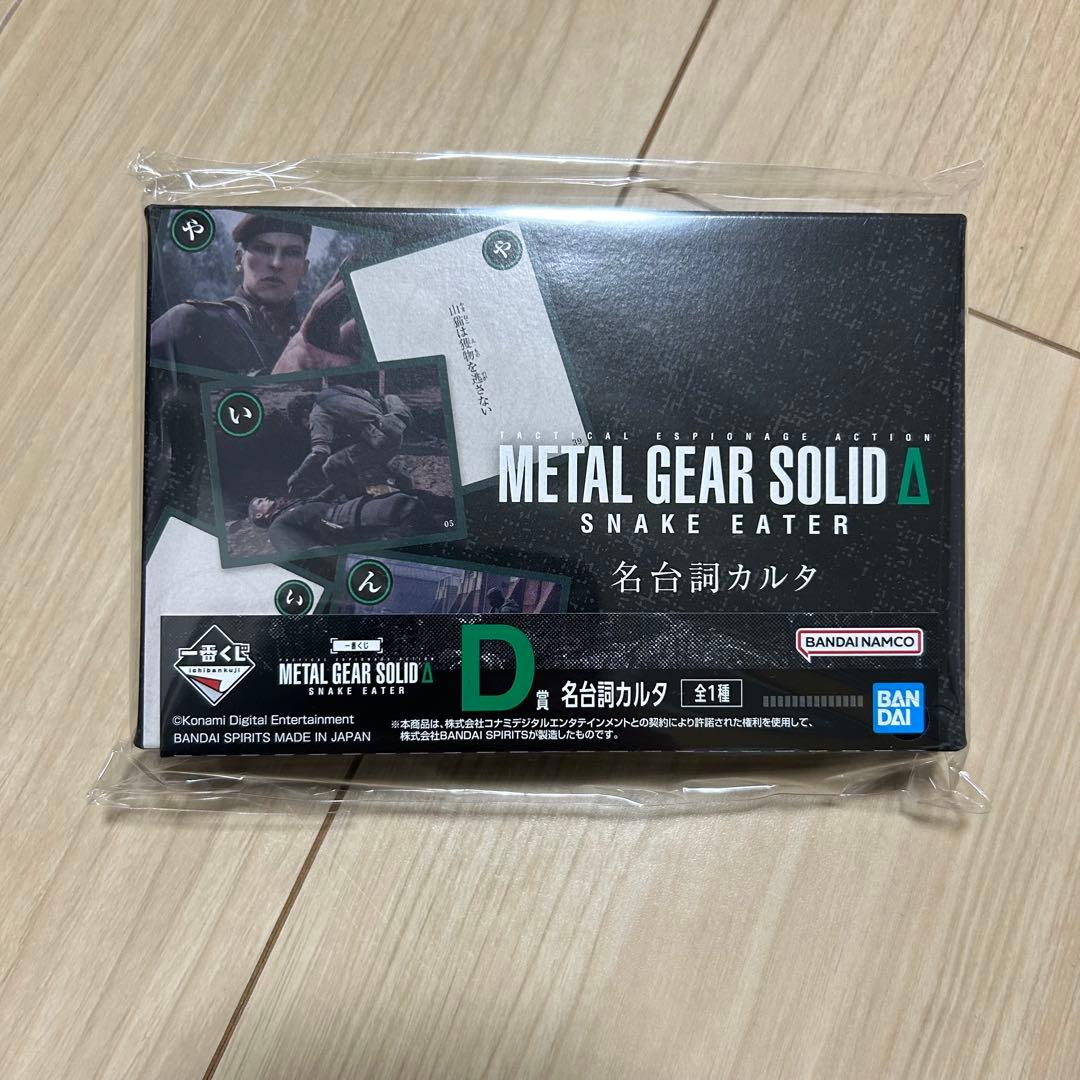 や
や
山猫は獲物を逃さない
39
い
05
い
ん
TACTICAL ESPIONAGE ACTION
METAL GEAR SOLID Δ
SNAKE EATER
名台詞カルタ
一番くじ
ichibankuji
一番くじ
TACTICAL ESPIONAGE ACTION
METAL GEAR SOLID Δ
SNAKE EATER
D賞 名台詞カルタ 全1種
BANDAI NAMCO
BAN
DAI
©Konami Digital Entertainment
BANDAI SPIRITS MADE IN JAPAN
※本商品は、株式会社コナミデジタルエンタテインメントとの契約により許諾された権利を使用して、
株式会社BANDAI SPIRITSが製造したものです。